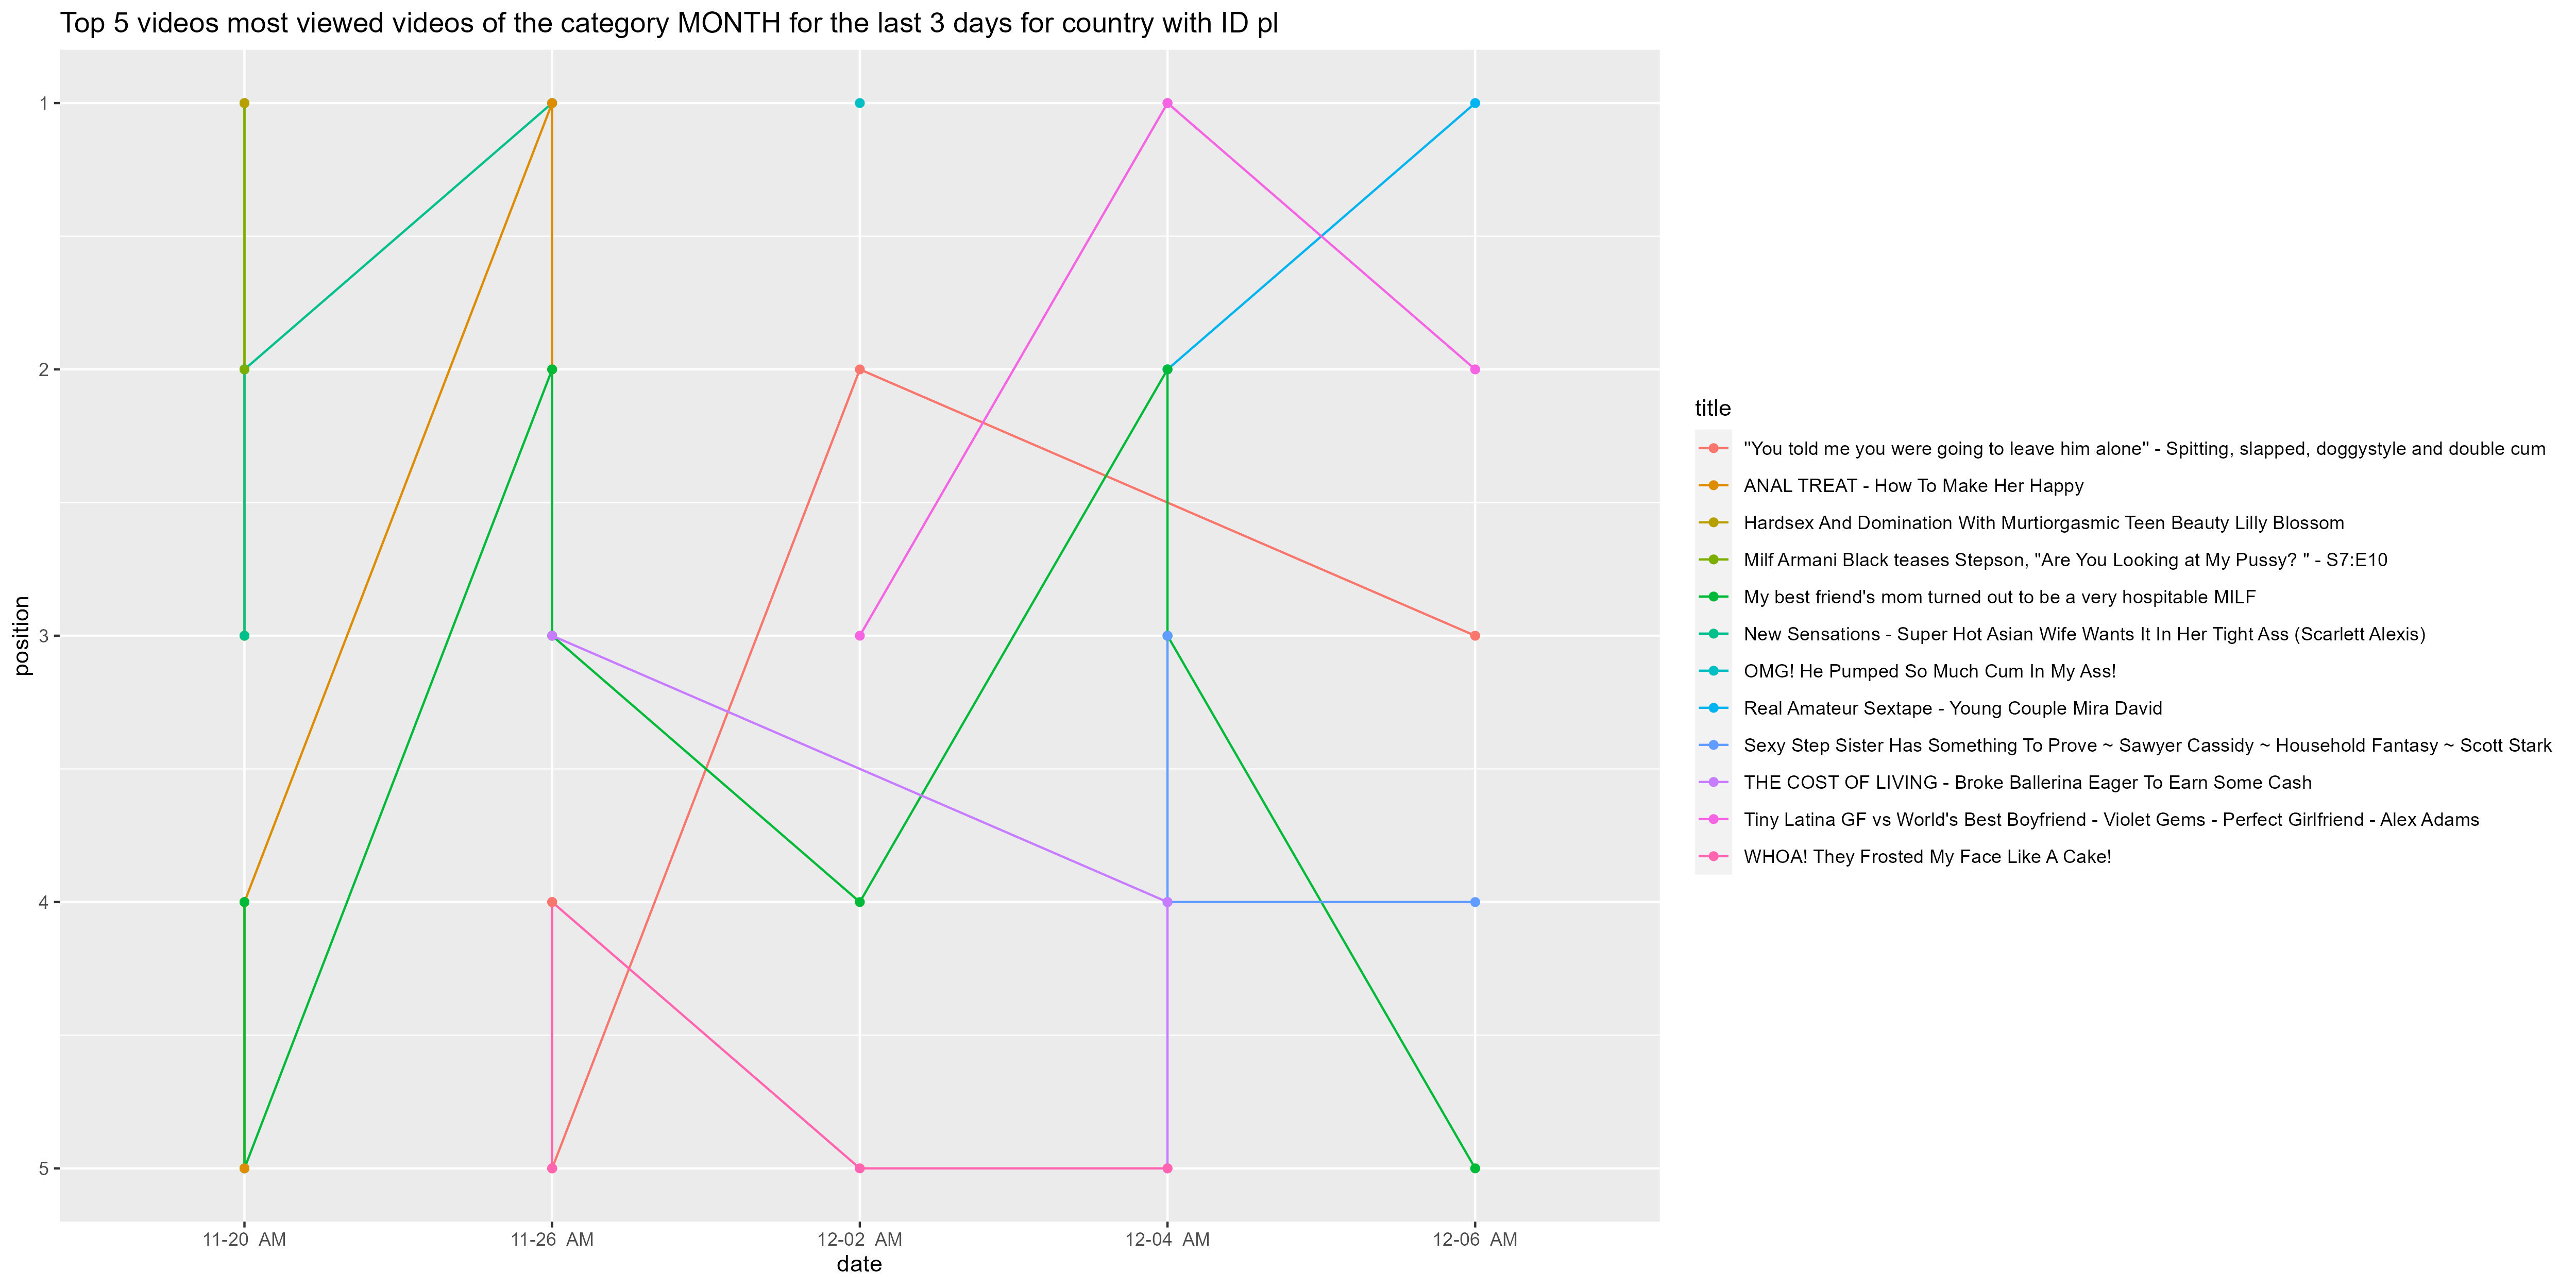 Top 5 videos most viewed videos of the category MONTH for the last 3 days for country with ID pl
position
1
2
3
4
5
11-20 AM
11-26 AM
12-02 AM
12-04 AM
12-06 AM
date
title
"You told me you were going to leave him alone" - Spitting, slapped, doggystyle and double cum
ANAL TREAT - How To Make Her Happy
Hardsex And Domination With Murtiorgasmic Teen Beauty Lilly Blossom
Milf Armani Black teases Stepson, "Are You Looking at My Pussy? " - S7:E10
My best friend's mom turned out to be a very hospitable MILF
New Sensations - Super Hot Asian Wife Wants It In Her Tight Ass (Scarlett Alexis)
OMG! He Pumped So Much Cum In My Ass!
Real Amateur Sextape - Young Couple Mira David
Sexy Step Sister Has Something To Prove ~ Sawyer Cassidy ~ Household Fantasy ~ Scott Stark
THE COST OF LIVING - Broke Ballerina Eager To Earn Some Cash
Tiny Latina GF vs World's Best Boyfriend - Violet Gems - Perfect Girlfriend - Alex Adams
WHOA! They Frosted My Face Like A Cake!